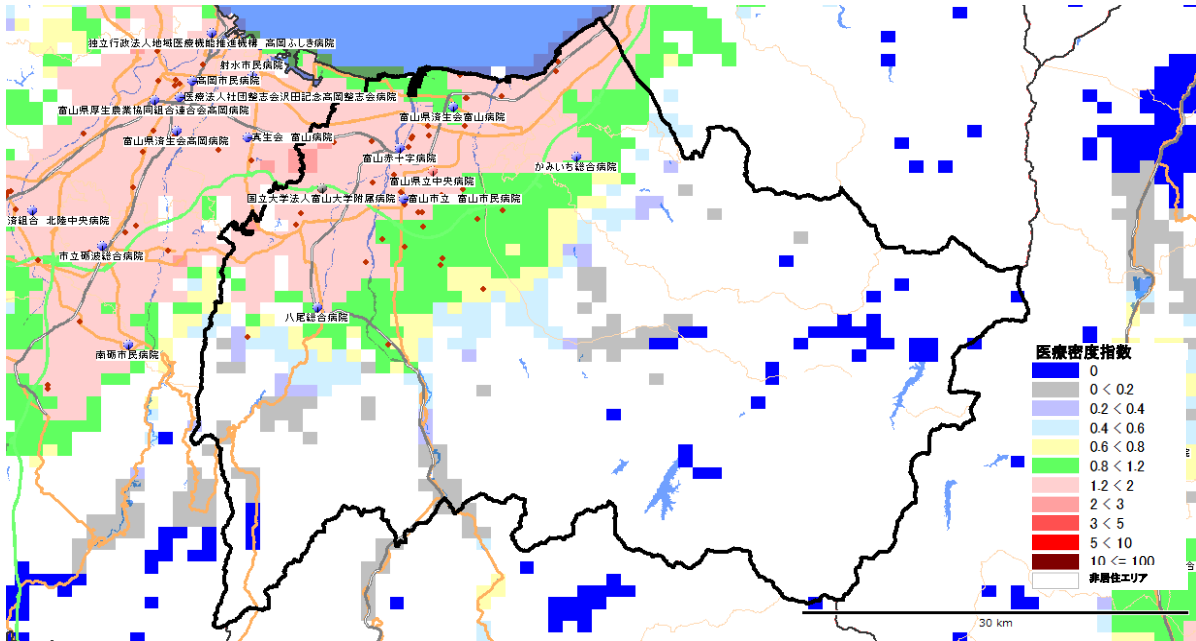 独立行政法人地域医療機能推進機構 高岡ふしき病院
射水市民病院
高岡市民病院
医療法人社団整志会沢田記念高岡整志会病院
富山県厚生農業協同組合連合会高岡病院
富山県済生会富山病院
富山県済生会高岡病院
真生会 富山病院
富山赤十字病院
かみいち総合病院
富山県立中央病院
国立大学法人富山大学附属病院
富山市立 富山市民病院
済組合 北陸中央病院
市立砺波総合病院
八尾総合病院
南砺市民病院
医療密度指数
0
0 < 0.2
0.2 < 0.4
0.4 < 0.6
0.6 < 0.8
0.8 < 1.2
1.2 < 2
2 < 3
3 < 5
5 < 10
10 <= 100
非居住エリア
30 km